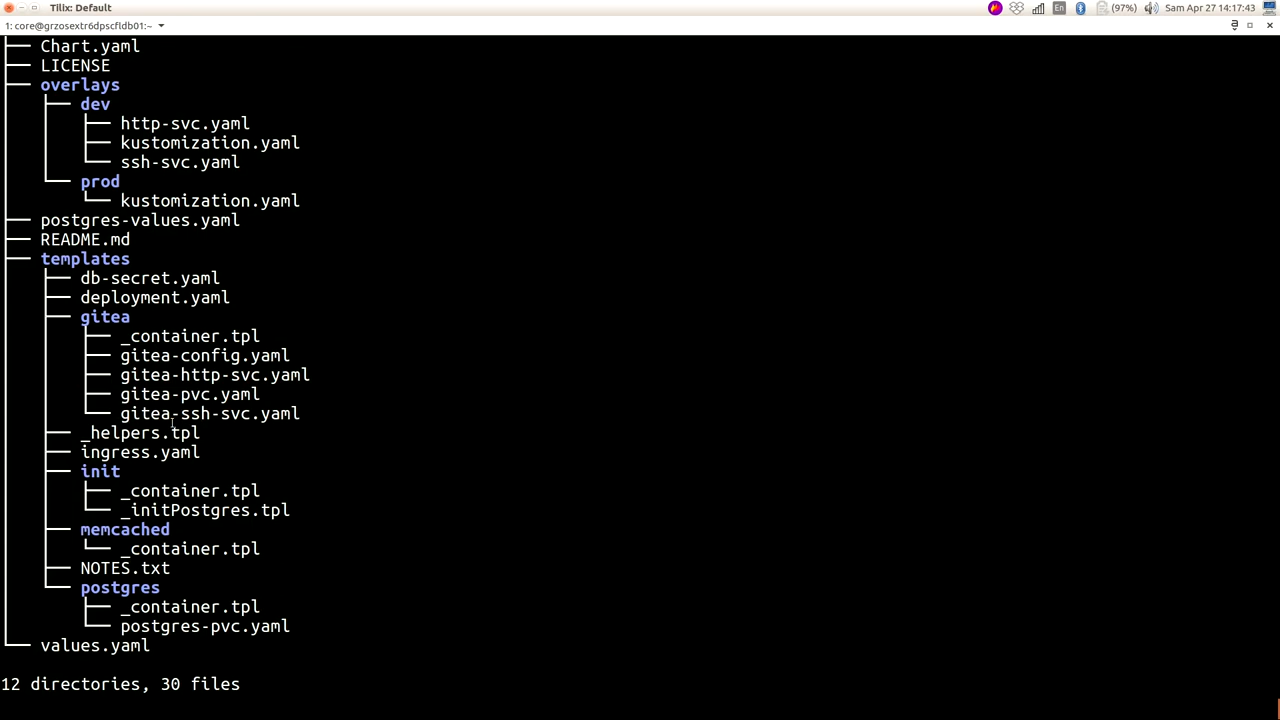 Tilix: Default
En
(97%)
Sam Apr 27 14:17:43
1: core@grzosextr6dpscfldb01:~
├── Chart.yaml
├── LICENSE
├── overlays
│   ├── dev
│   │   ├── http-svc.yaml
│   │   ├── kustomization.yaml
│   │   └── ssh-svc.yaml
│   └── prod
│       └── kustomization.yaml
├── postgres-values.yaml
├── README.md
├── templates
│   ├── db-secret.yaml
│   ├── deployment.yaml
│   ├── gitea
│   │   ├── _container.tpl
│   │   ├── gitea-config.yaml
│   │   ├── gitea-http-svc.yaml
│   │   ├── gitea-pvc.yaml
│   │   └── gitea-ssh-svc.yaml
│   ├── _helpers.tpl
│   ├── ingress.yaml
│   ├── init
│   │   ├── _container.tpl
│   │   └── _initPostgres.tpl
│   ├── memcached
│   │   └── _container.tpl
│   ├── NOTES.txt
│   └── postgres
│       ├── _container.tpl
│       └── postgres-pvc.yaml
└── values.yaml
12 directories, 30 files